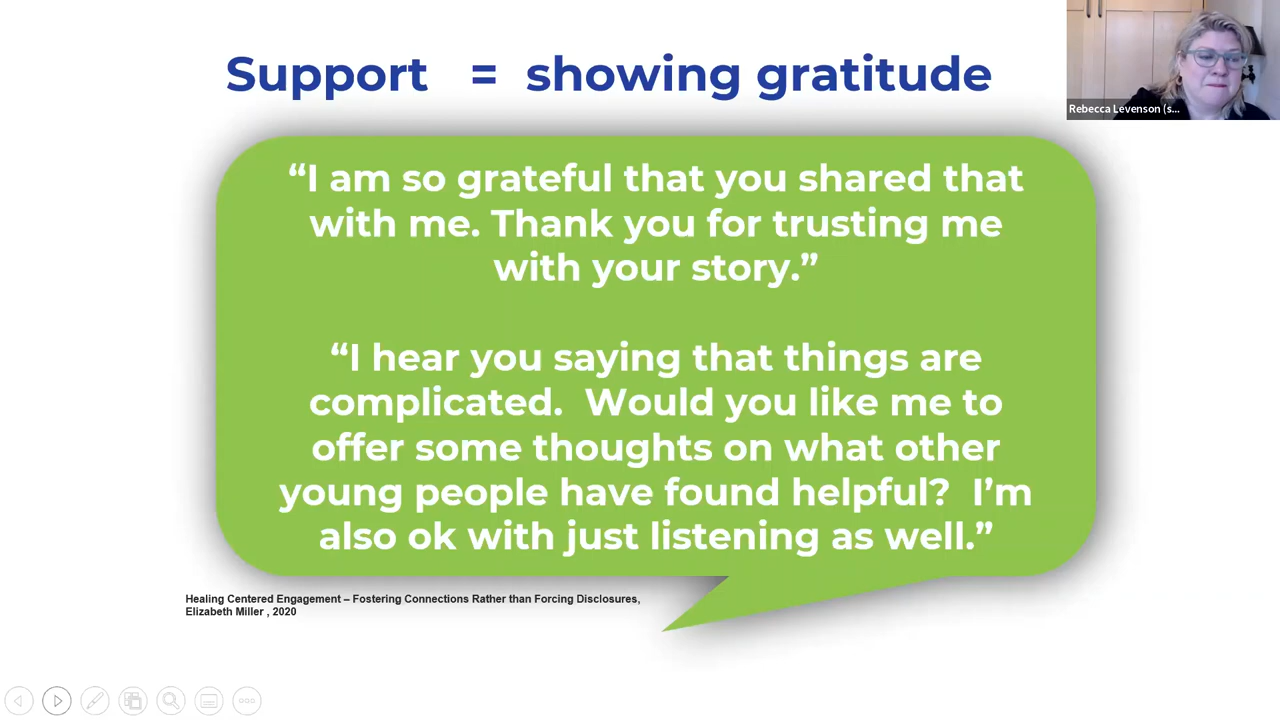 Support = showing gratitude
Rebecca Levenson (s...
“I am so grateful that you shared that
with me. Thank you for trusting me
with your story.”
“I hear you saying that things are
complicated.  Would you like me to
offer some thoughts on what other
young people have found helpful?  I’m
also ok with just listening as well.”
Healing Centered Engagement – Fostering Connections Rather than Forcing Disclosures,
Elizabeth Miller , 2020